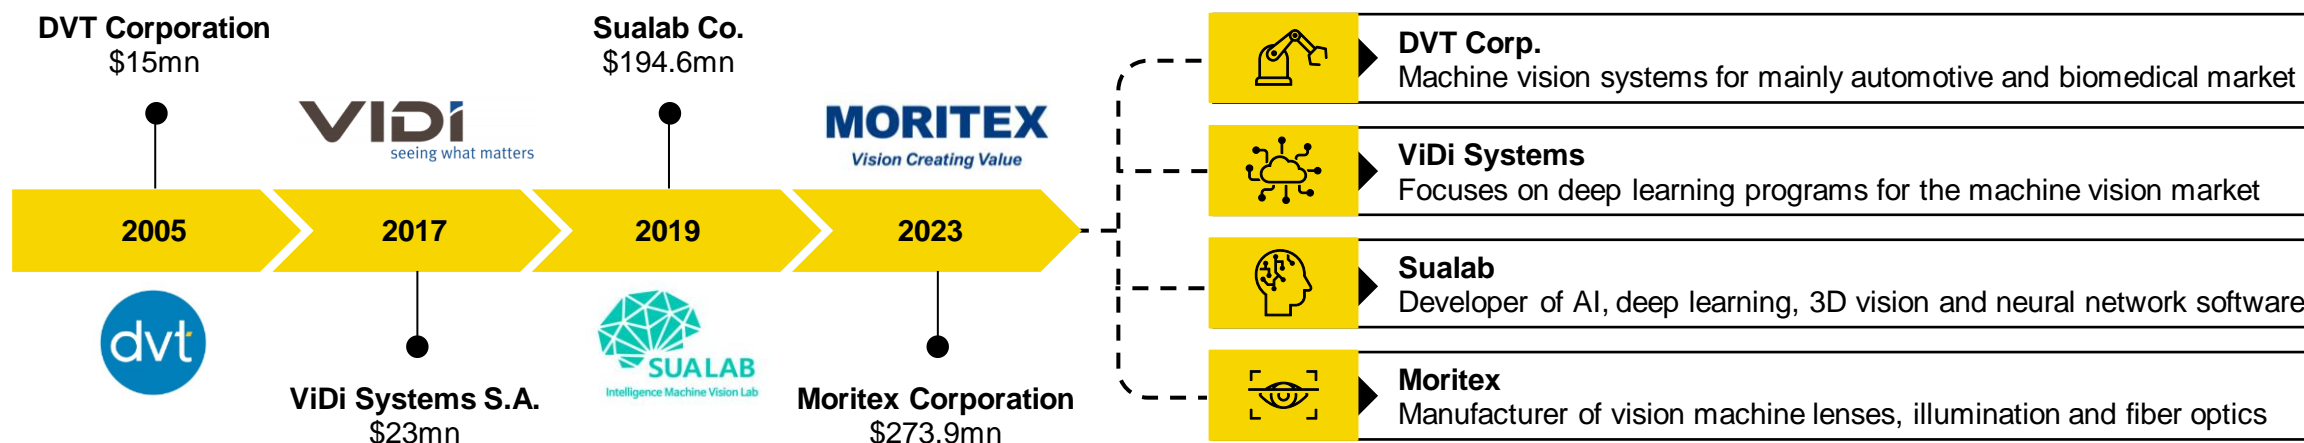 DVT Corporation
$15mn
Sualab Co.
$194.6mn
VIDI
seeing what matters
MORITEX
Vision Creating Value
2005
2017
2019
2023
dvt
SUALAB
Intelligence Machine Vision Lab
ViDi Systems S.A.
$23mn
Moritex Corporation
$273.9mn
DVT Corp.
Machine vision systems for mainly automotive and biomedical market
ViDi Systems
Focuses on deep learning programs for the machine vision market
Sualab
Developer of AI, deep learning, 3D vision and neural network software
Moritex
Manufacturer of vision machine lenses, illumination and fiber optics